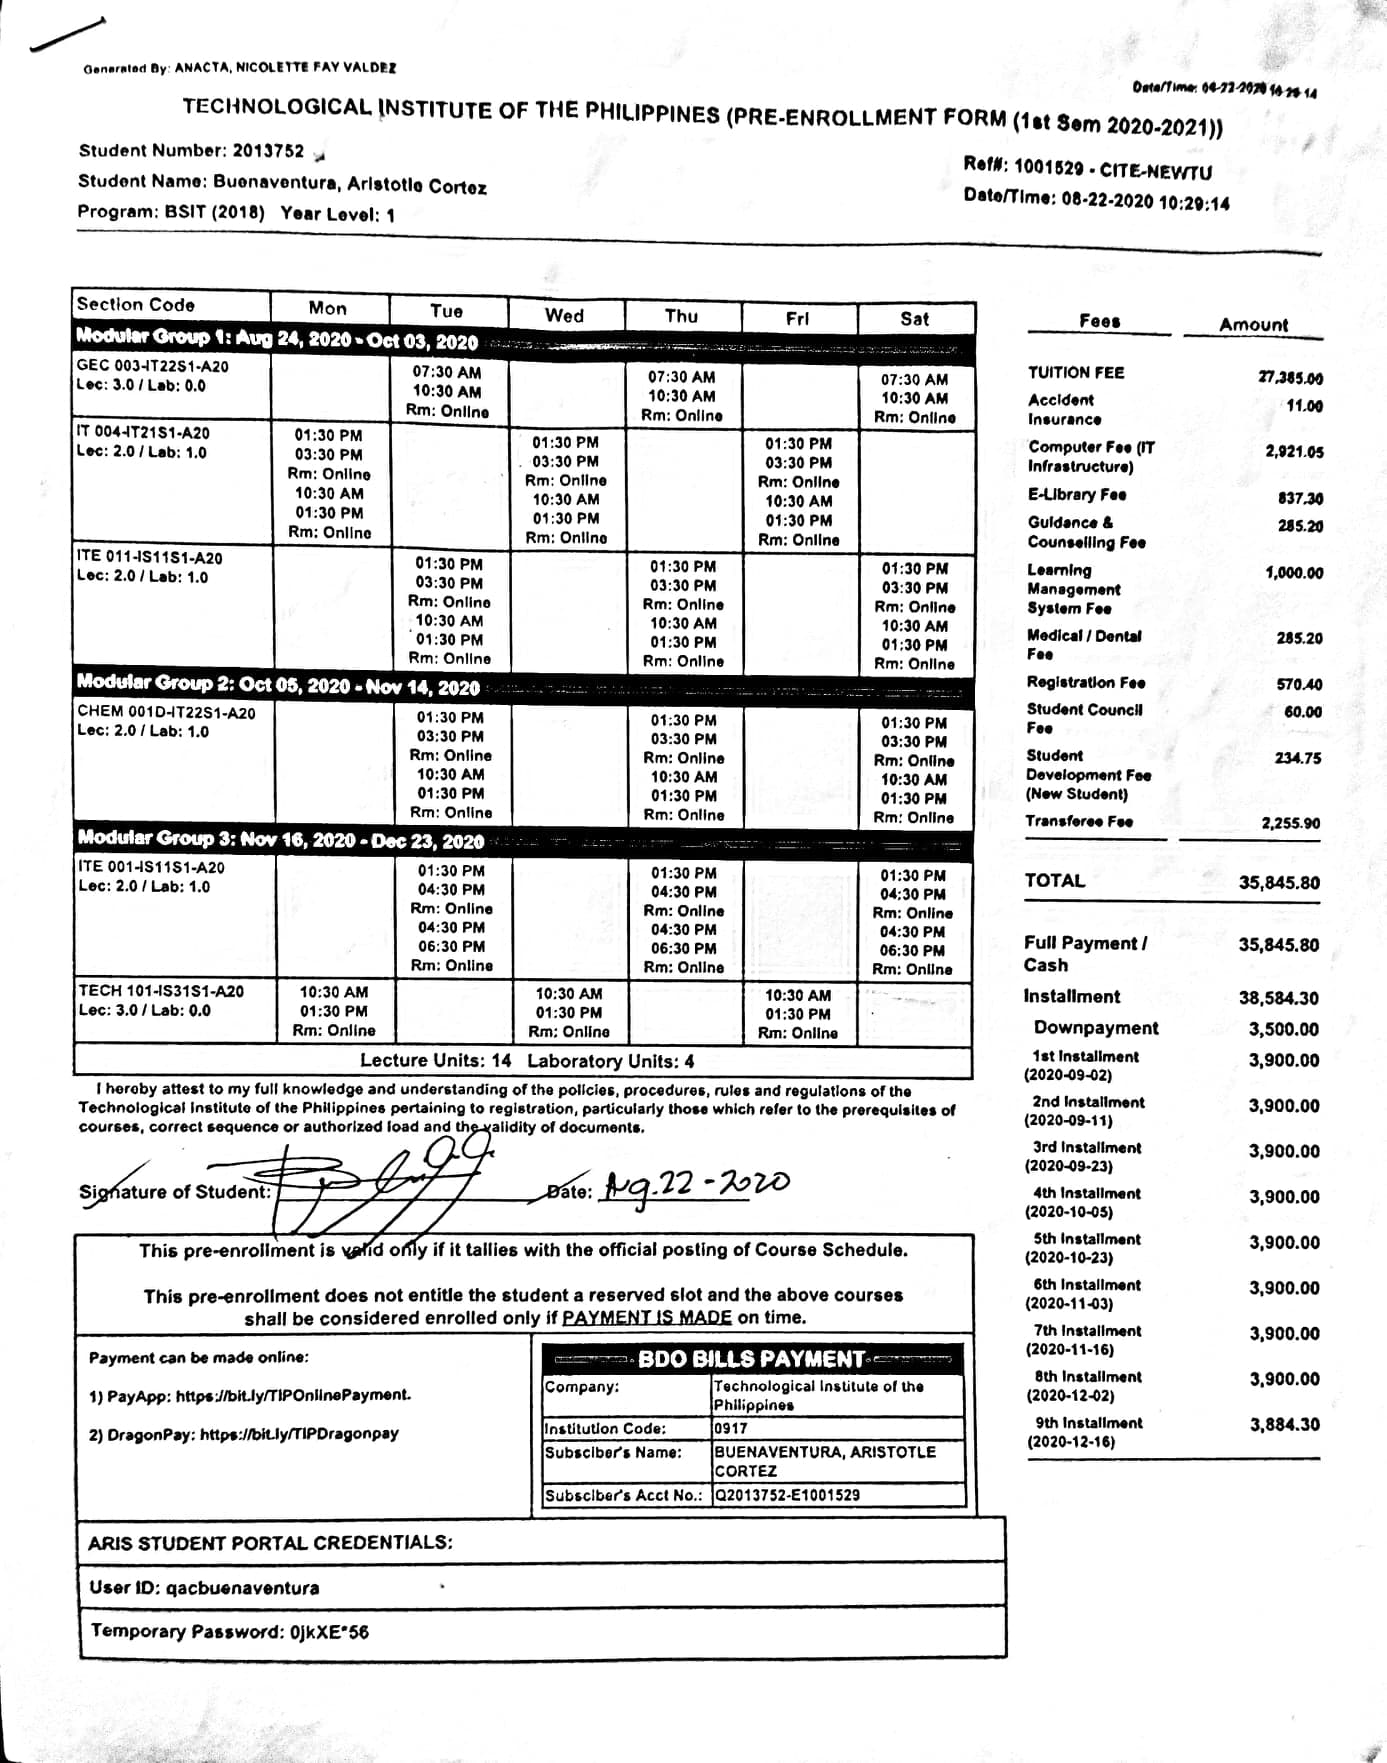 Generated By: ANACTA, NICOLETTE FAY VALDEZ
Date/Time: 08-22-2020 10:29:14
TECHNOLOGICAL INSTITUTE OF THE PHILIPPINES (PRE-ENROLLMENT FORM (1st Sem 2020-2021))
Student Number: 2013752
Student Name: Buenaventura, Aristotle Cortez
Program: BSIT (2018) Year Level: 1
Ref#: 1001529 - CITE-NEWTU
Date/Time: 08-22-2020 10:29:14
Section Code Mon Tue Wed Thu Fri Sat
Modular Group 1: Aug 24, 2020 - Oct 03, 2020
GEC 003-IT22S1-A20 07:30 AM 07:30 AM 07:30 AM
Lec: 3.0 / Lab: 0.0 10:30 AM 10:30 AM 10:30 AM
Rm: Online Rm: Online Rm: Online
IT 004-IT21S1-A20 01:30 PM 01:30 PM 01:30 PM
Lec: 2.0 / Lab: 1.0 03:30 PM 03:30 PM 03:30 PM
Rm: Online Rm: Online Rm: Online
10:30 AM 10:30 AM 10:30 AM
01:30 PM 01:30 PM 01:30 PM
Rm: Online Rm: Online Rm: Online
ITE 011-IS11S1-A20 01:30 PM 01:30 PM 01:30 PM
Lec: 2.0 / Lab: 1.0 03:30 PM 03:30 PM 03:30 PM
Rm: Online Rm: Online Rm: Online
10:30 AM 10:30 AM 10:30 AM
01:30 PM 01:30 PM 01:30 PM
Rm: Online Rm: Online Rm: Online
Modular Group 2: Oct 05, 2020 - Nov 14, 2020
CHEM 001D-IT22S1-A20 01:30 PM 01:30 PM 01:30 PM
Lec: 2.0 / Lab: 1.0 03:30 PM 03:30 PM 03:30 PM
Rm: Online Rm: Online Rm: Online
10:30 AM 10:30 AM 10:30 AM
01:30 PM 01:30 PM 01:30 PM
Rm: Online Rm: Online Rm: Online
Modular Group 3: Nov 16, 2020 - Dec 23, 2020
ITE 001-IS11S1-A20 01:30 PM 01:30 PM 01:30 PM
Lec: 2.0 / Lab: 1.0 04:30 PM 04:30 PM 04:30 PM
Rm: Online Rm: Online Rm: Online
04:30 PM 04:30 PM 04:30 PM
06:30 PM 06:30 PM 06:30 PM
Rm: Online Rm: Online Rm: Online
TECH 101-IS31S1-A20 10:30 AM 10:30 AM 10:30 AM
Lec: 3.0 / Lab: 0.0 01:30 PM 01:30 PM 01:30 PM
Rm: Online Rm: Online Rm: Online
Lecture Units: 14 Laboratory Units: 4
I hereby attest to my full knowledge and understanding of the policies, procedures, rules and regulations of the
Technological Institute of the Philippines pertaining to registration, particularly those which refer to the prerequisites of
courses, correct sequence or authorized load and the validity of documents.
Signature of Student: Date: Aug. 22 - 2020
This pre-enrollment is valid only if it tallies with the official posting of Course Schedule.
This pre-enrollment does not entitle the student a reserved slot and the above courses
shall be considered enrolled only if PAYMENT IS MADE on time.
Payment can be made online:
1) PayApp: https://bit.ly/TIPOnlinePayment.
2) DragonPay: https://bit.ly/TIPDragonpay
BDO BILLS PAYMENT
Company: Technological Institute of the
Philippines
Institution Code: 0917
Subsciber's Name: BUENAVENTURA, ARISTOTLE
CORTEZ
Subsciber's Acct No.: Q2013752-E1001529
ARIS STUDENT PORTAL CREDENTIALS:
User ID: qacbuenaventura
Temporary Password: 0jkXE*56
Fees Amount
TUITION FEE 27,385.00
Accident 11.00
Insurance
Computer Fee (IT 2,921.05
Infrastructure)
E-Library Fee 837.30
Guidance & 285.20
Counselling Fee
Learning 1,000.00
Management
System Fee
Medical / Dental 285.20
Fee
Registration Fee 570.40
Student Council 60.00
Fee
Student 234.75
Development Fee
(New Student)
Transferee Fee 2,255.90
TOTAL 35,845.80
Full Payment / 35,845.80
Cash
Installment 38,584.30
Downpayment 3,500.00
1st Installment 3,900.00
(2020-09-02)
2nd Installment 3,900.00
(2020-09-11)
3rd Installment 3,900.00
(2020-09-23)
4th Installment 3,900.00
(2020-10-05)
5th Installment 3,900.00
(2020-10-23)
6th Installment 3,900.00
(2020-11-03)
7th Installment 3,900.00
(2020-11-16)
8th Installment 3,900.00
(2020-12-02)
9th Installment 3,884.30
(2020-12-16)